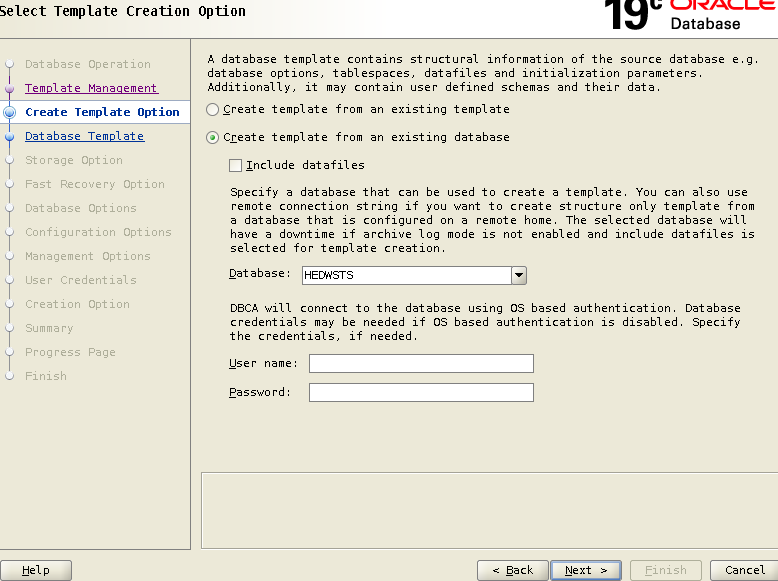 Select Template Creation Option
19c ORACLE
Database
Database Operation
Template Management
Create Template Option
Database Template
Storage Option
Fast Recovery Option
Database Options
Configuration Options
Management Options
User Credentials
Creation Option
Summary
Progress Page
Finish
A database template contains structural information of the source database e.g.
database options, tablespaces, datafiles and initialization parameters.
Additionally, it may contain user defined schemas and their data.
Create template from an existing template
Create template from an existing database
Include datafiles
Specify a database that can be used to create a template. You can also use
remote connection string if you want to create structure only template from
a database that is configured on a remote home. The selected database will
have a downtime if archive log mode is not enabled and include datafiles is
selected for template creation.
Database: HEDWSTS
DBCA will connect to the database using OS based authentication. Database
credentials may be needed if OS based authentication is disabled. Specify
the credentials, if needed.
User name:
Password:
Help < Back Next > Finish Cancel